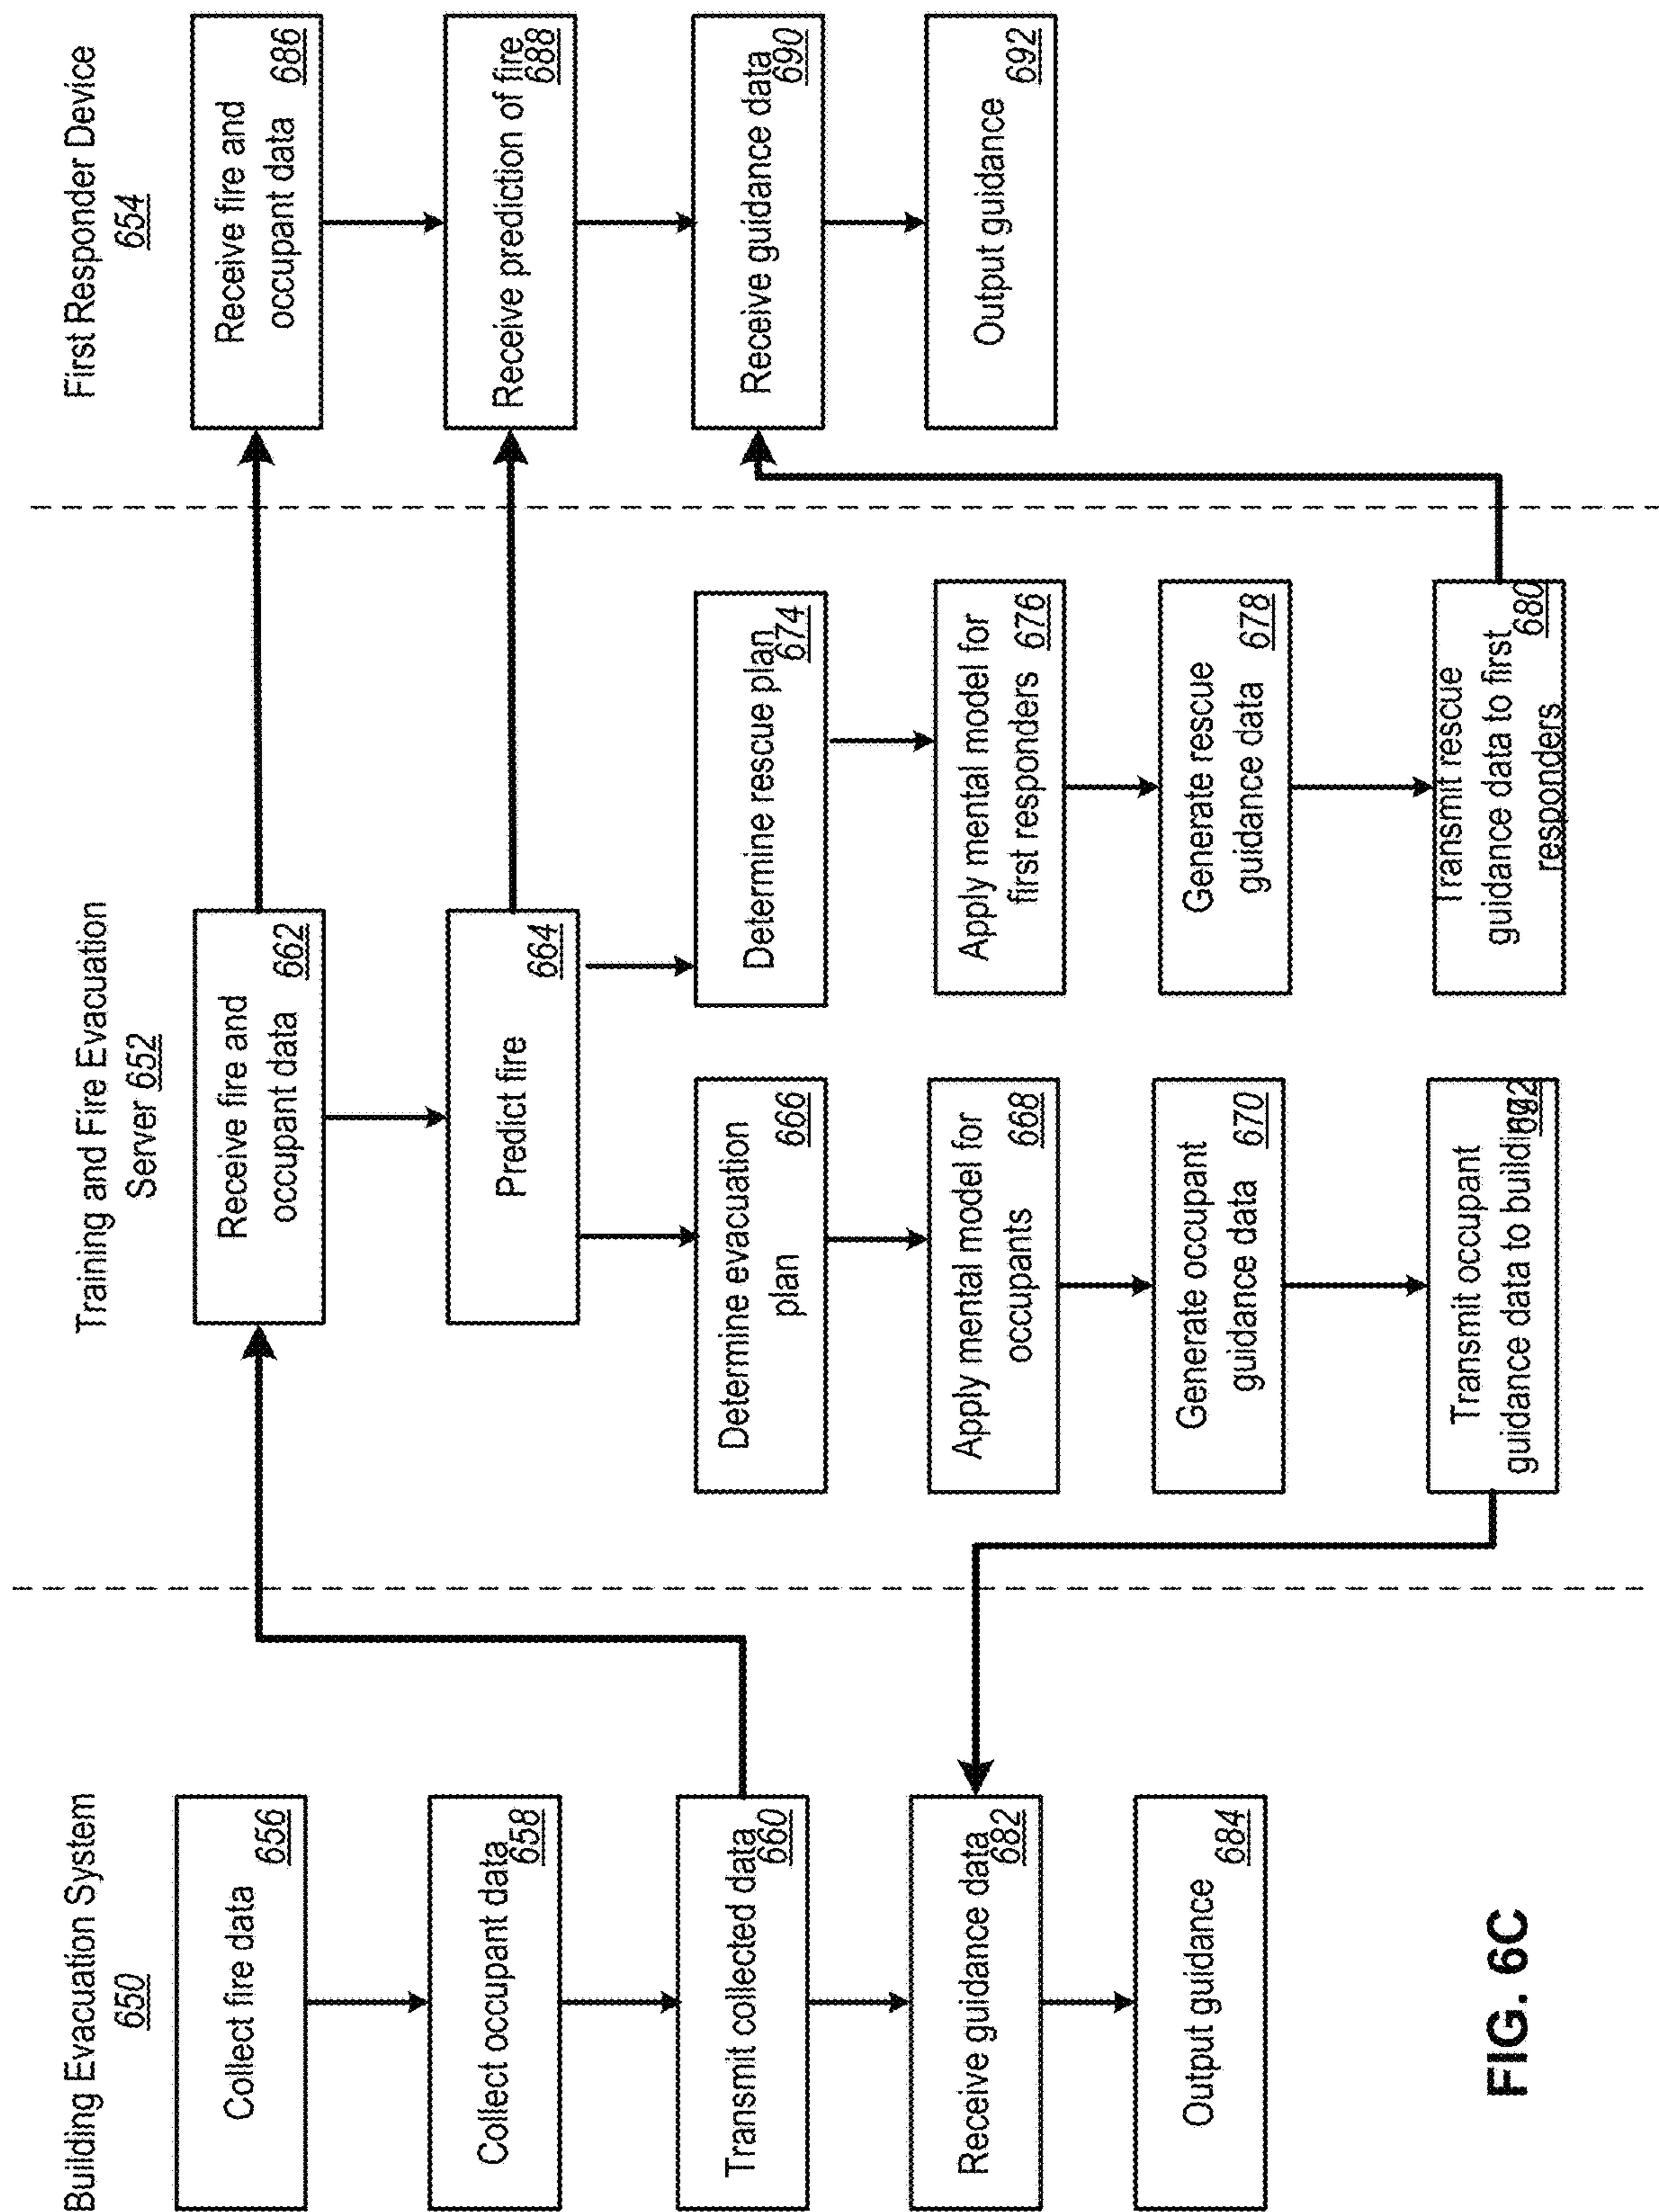 Building Evacuation System
650
Collect fire data
656
Collect occupant data
658
Transmit collected data
660
Receive guidance data
682
Output guidance
684
Training and Fire Evacuation
Server 652
Receive fire and
occupant data 662
Predict fire
664
Determine evacuation
plan
666
Apply mental model for
occupants
668
Generate occupant
guidance data 670
Transmit occupant
guidance data to building
Determine rescue plan
674
Apply mental model for
first responders 676
Generate rescue
guidance data 678
Transmit rescue
guidance data to first
responders
680
First Responder Device
654
Receive fire and
occupant data 686
Receive prediction of fire
688
Receive guidance data
690
Output guidance
692
FIG. 6C